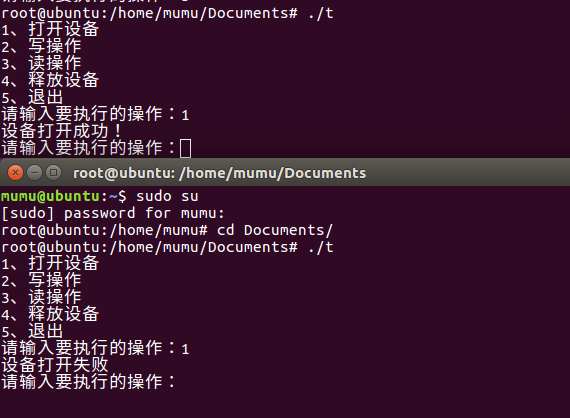 root@ubuntu:/home/mumu/Documents# ./t
1、打开设备
2、写操作
3、读操作
4、释放设备
5、退出
请输入要执行的操作：1
设备打开成功！
请输入要执行的操作：
root@ubuntu: /home/mumu/Documents
mumu@ubuntu:~$ sudo su
[sudo] password for mumu:
root@ubuntu:/home/mumu# cd Documents/
root@ubuntu:/home/mumu/Documents# ./t
1、打开设备
2、写操作
3、读操作
4、释放设备
5、退出
请输入要执行的操作：1
设备打开失败
请输入要执行的操作：